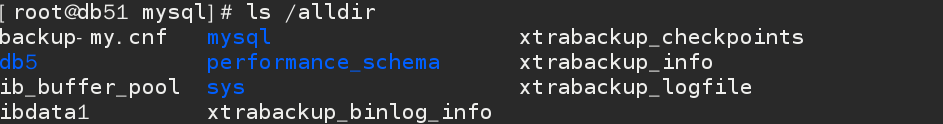 [root@db51 mysql]# ls /alldir
backup-my.cnf mysql xtrabackup_checkpoints
db5 performance_schema xtrabackup_info
ib_buffer_pool sys xtrabackup_logfile
ibdata1 xtrabackup_binlog_info